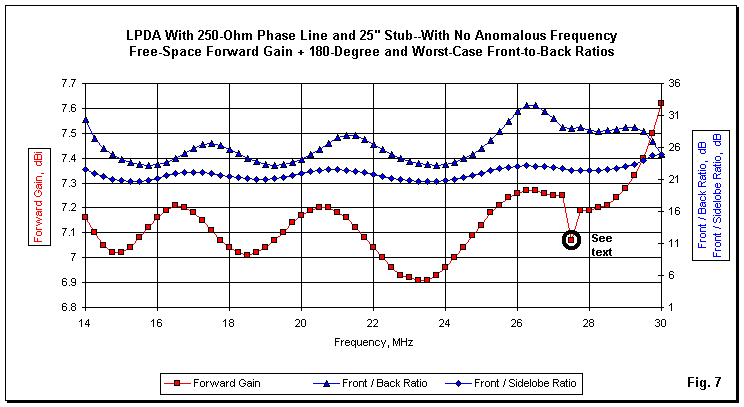 LPDA With 250-Ohm Phase Line and 25" Stub--With No Anomalous Frequency
Free-Space Forward Gain + 180-Degree and Worst-Case Front-to-Back Ratios
7.7
7.6
7.5
7.4
7.3
7.2
7.1
7
6.9
6.8
Forward Gain, dBi
36
31
26
21
16
11
6
1
Front / Back Ratio, dB
Front / Sidelobe Ratio, dB
See
text
14
16
18
20
22
24
26
28
30
Frequency, MHz
Forward Gain
Front / Back Ratio
Front / Sidelobe Ratio
Fig. 7